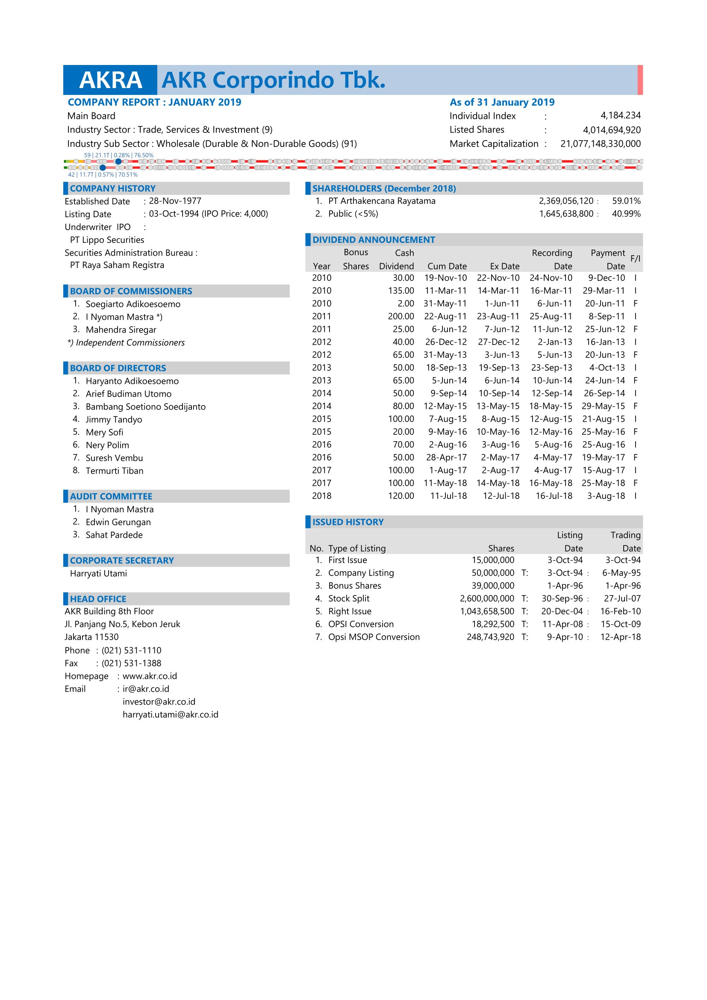 AKRA AKR Corporindo Tbk.
COMPANY REPORT : JANUARY 2019
Main Board
Industry Sector : Trade, Services & Investment (9)
Industry Sub Sector : Wholesale (Durable & Non-Durable Goods) (91)
As of 31 January 2019
Individual Index : 4,184.234
Listed Shares : 4,014,694,920
Market Capitalization : 21,077,148,330,000
59 | 21.1T | 0.28% | 76.50%
42 | 11.7T | 0.57% | 70.51%
COMPANY HISTORY
Established Date : 28-Nov-1977
Listing Date : 03-Oct-1994 (IPO Price: 4,000)
Underwriter IPO :
PT Lippo Securities
Securities Administration Bureau :
PT Raya Saham Registra
BOARD OF COMMISSIONERS
1. Soegiarto Adikoesoemo
2. I Nyoman Mastra *)
3. Mahendra Siregar
*) Independent Commissioners
BOARD OF DIRECTORS
1. Haryanto Adikoesoemo
2. Arief Budiman Utomo
3. Bambang Soetiono Soedijanto
4. Jimmy Tandyo
5. Mery Sofi
6. Nery Polim
7. Suresh Vembu
8. Termurti Tiban
AUDIT COMMITTEE
1. I Nyoman Mastra
2. Edwin Gerungan
3. Sahat Pardede
CORPORATE SECRETARY
Harryati Utami
HEAD OFFICE
AKR Building 8th Floor
Jl. Panjang No.5, Kebon Jeruk
Jakarta 11530
Phone : (021) 531-1110
Fax : (021) 531-1388
Homepage : www.akr.co.id
Email : ir@akr.co.id
investor@akr.co.id
harryati.utami@akr.co.id
SHAREHOLDERS (December 2018)
1. PT Arthakencana Rayatama 2,369,056,120 : 59.01%
2. Public (<5%) 1,645,638,800 : 40.99%
DIVIDEND ANNOUNCEMENT
Bonus Cash Recording Payment F/I
Year Shares Dividend Cum Date Ex Date Date Date
2010 30.00 19-Nov-10 22-Nov-10 24-Nov-10 9-Dec-10 I
2010 135.00 11-Mar-11 14-Mar-11 16-Mar-11 29-Mar-11 I
2010 2.00 31-May-11 1-Jun-11 6-Jun-11 20-Jun-11 F
2011 200.00 22-Aug-11 23-Aug-11 25-Aug-11 8-Sep-11 I
2011 25.00 6-Jun-12 7-Jun-12 11-Jun-12 25-Jun-12 F
2012 40.00 26-Dec-12 27-Dec-12 2-Jan-13 16-Jan-13 I
2012 65.00 31-May-13 3-Jun-13 5-Jun-13 20-Jun-13 F
2013 50.00 18-Sep-13 19-Sep-13 23-Sep-13 4-Oct-13 I
2013 65.00 5-Jun-14 6-Jun-14 10-Jun-14 24-Jun-14 F
2014 50.00 9-Sep-14 10-Sep-14 12-Sep-14 26-Sep-14 I
2014 80.00 12-May-15 13-May-15 18-May-15 29-May-15 F
2015 100.00 7-Aug-15 8-Aug-15 12-Aug-15 21-Aug-15 I
2015 20.00 9-May-16 10-May-16 12-May-16 25-May-16 F
2016 70.00 2-Aug-16 3-Aug-16 5-Aug-16 25-Aug-16 I
2016 50.00 28-Apr-17 2-May-17 4-May-17 19-May-17 F
2017 100.00 1-Aug-17 2-Aug-17 4-Aug-17 15-Aug-17 I
2017 100.00 11-May-18 14-May-18 16-May-18 25-May-18 F
2018 120.00 11-Jul-18 12-Jul-18 16-Jul-18 3-Aug-18 I
ISSUED HISTORY
Listing Trading
No. Type of Listing Shares Date Date
1. First Issue 15,000,000 3-Oct-94 3-Oct-94
2. Company Listing 50,000,000 T: 3-Oct-94 : 6-May-95
3. Bonus Shares 39,000,000 1-Apr-96 1-Apr-96
4. Stock Split 2,600,000,000 T: 30-Sep-96 : 27-Jul-07
5. Right Issue 1,043,658,500 T: 20-Dec-04 : 16-Feb-10
6. OPSI Conversion 18,292,500 T: 11-Apr-08 : 15-Oct-09
7. Opsi MSOP Conversion 248,743,920 T: 9-Apr-10 : 12-Apr-18